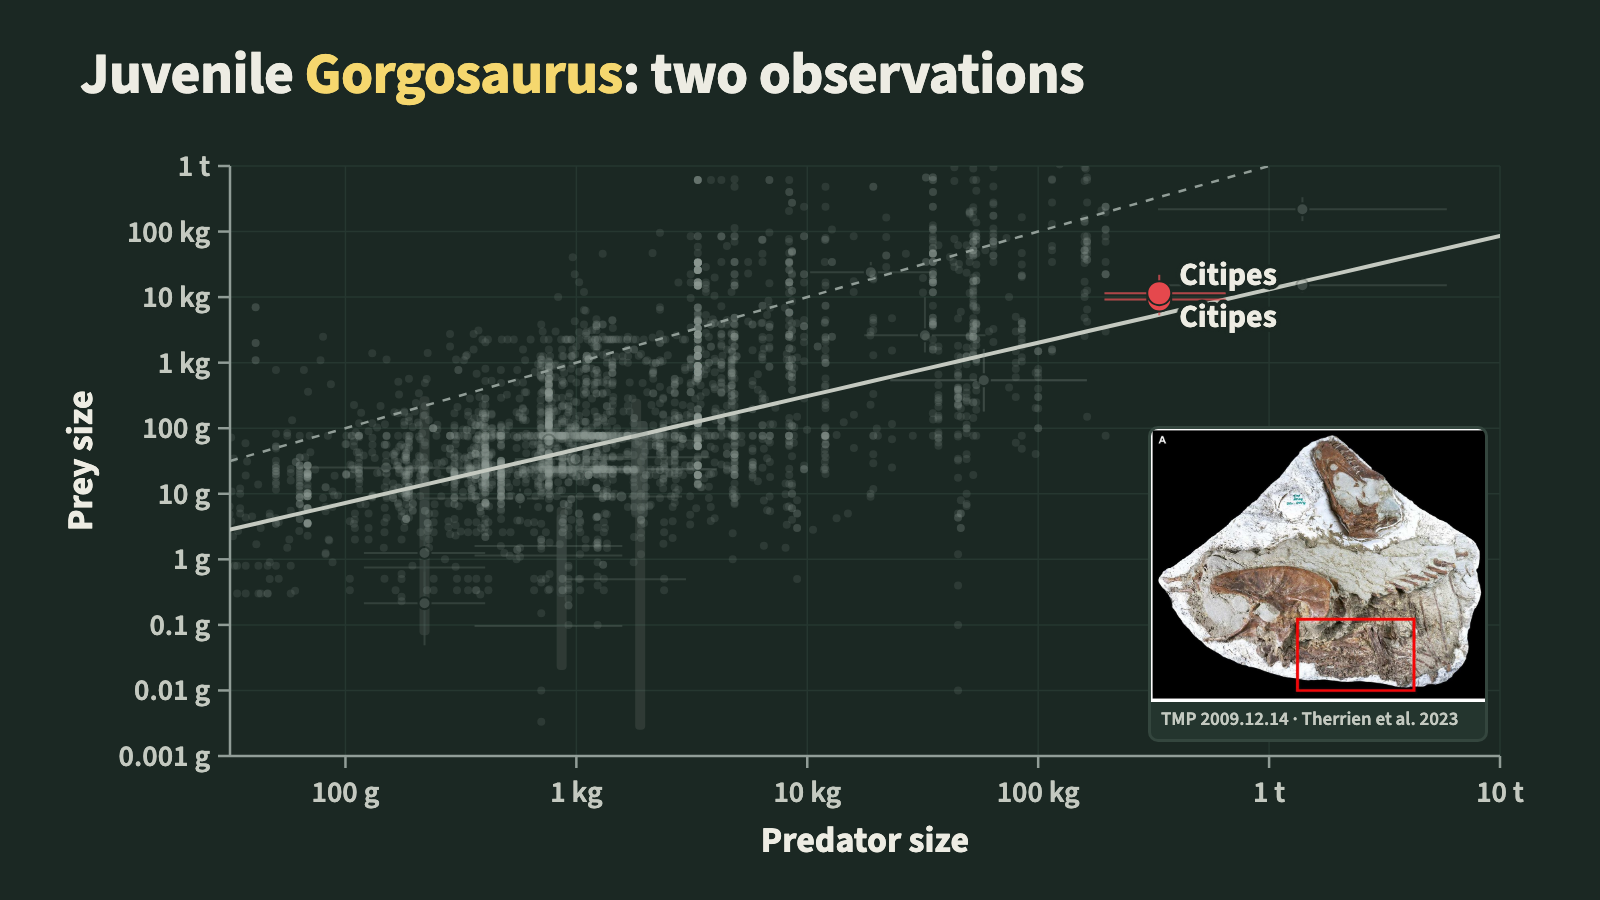 Juvenile Gorgosaurus: two observations
1 t
100 kg
10 kg
1 kg
100 g
10 g
1 g
0.1 g
0.01 g
0.001 g
Prey size
Citipes
Citipes
A
TMP 2009.12.14 · Therrien et al. 2023
100 g
1 kg
10 kg
100 kg
1 t
10 t
Predator size